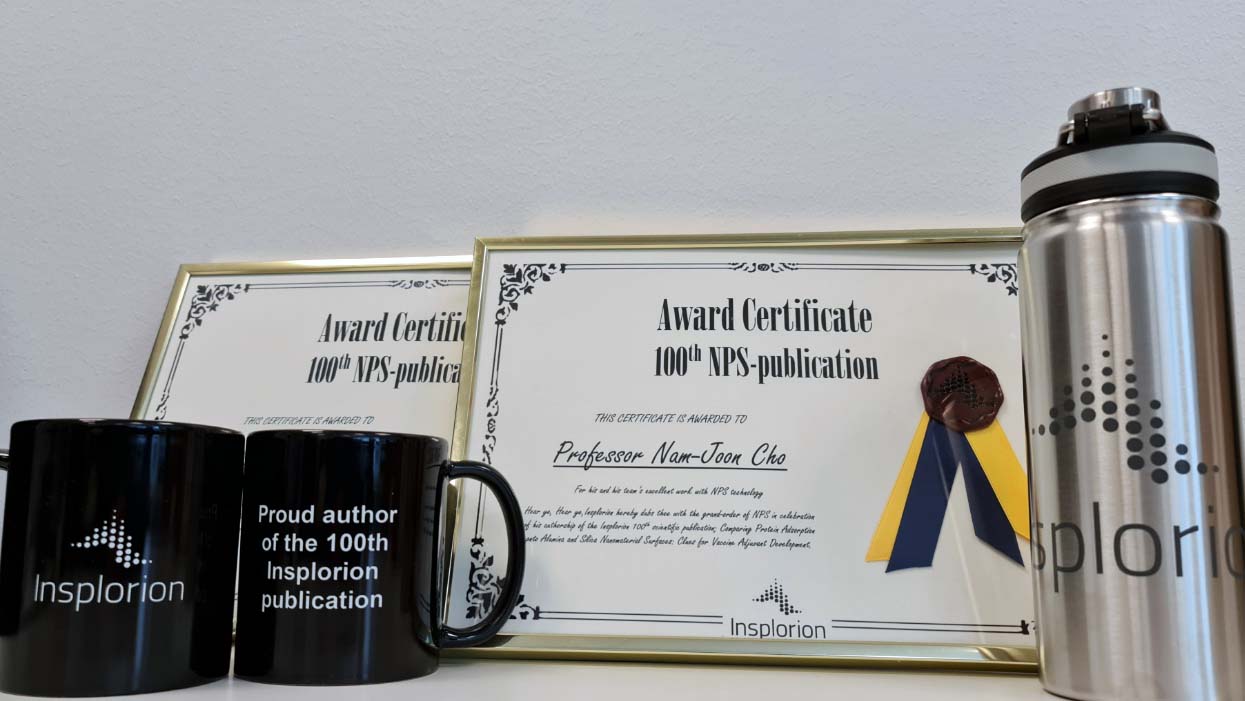 Award Certific
100th NPS-publica
THIS CERTIFICATE IS AWARDED TO
Award Certificate
100th NPS-publication
THIS CERTIFICATE IS AWARDED TO
Professor Nam-Joon Cho
For his and his team's excellent work with NPS technology
Hear ye, Hear ye, Insplorion hereby dubs thee with the grand-order of NPS in celebration
of his authorship of the Insplorion 100th scientific publication; Comparing Protein Adsorption
onto Alumina and Silica Nanomaterial Surfaces: Clues for Vaccine Adjuvant Development.
Insplorion
Insplorion
Proud author
of the 100th
Insplorion
publication
nsplorio